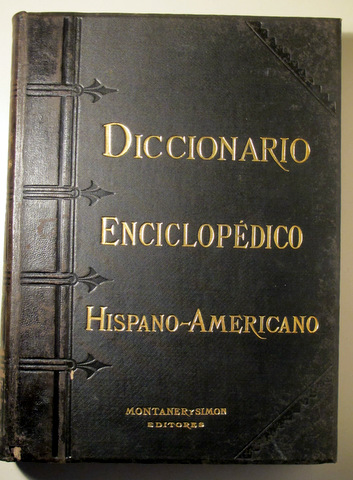 DICCIONARIO
ENCICLOPÉDICO
HISPANO-AMERICANO
MONTANER Y SIMON
EDITORES